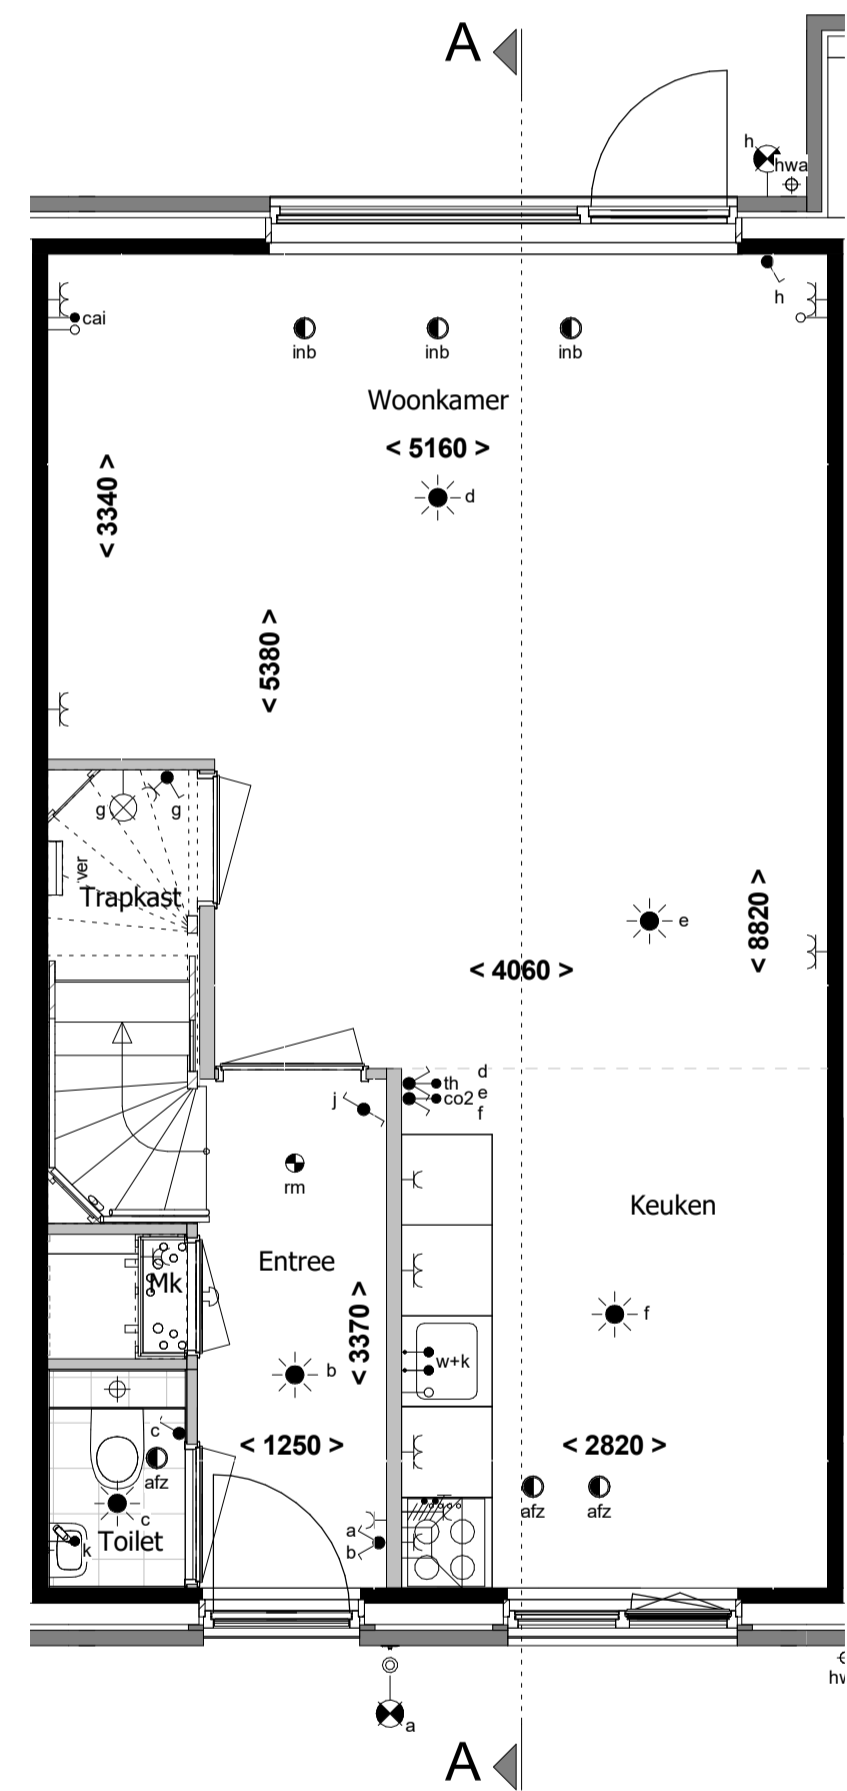 A
h
hwa
h
cai
inb
inb
inb
Woonkamer
< 5160 >
d
< 3340 >
< 5380 >
g
g
ver
Trapkast
e
< 8820 >
< 4060 >
th
d
co2
e
f
j
rm
Keuken
Entree
Mk
< 3370 >
f
w+k
b
c
< 1250 >
< 2820 >
afz
afz
afz
c
a
b
k
Toilet
hw
a
A